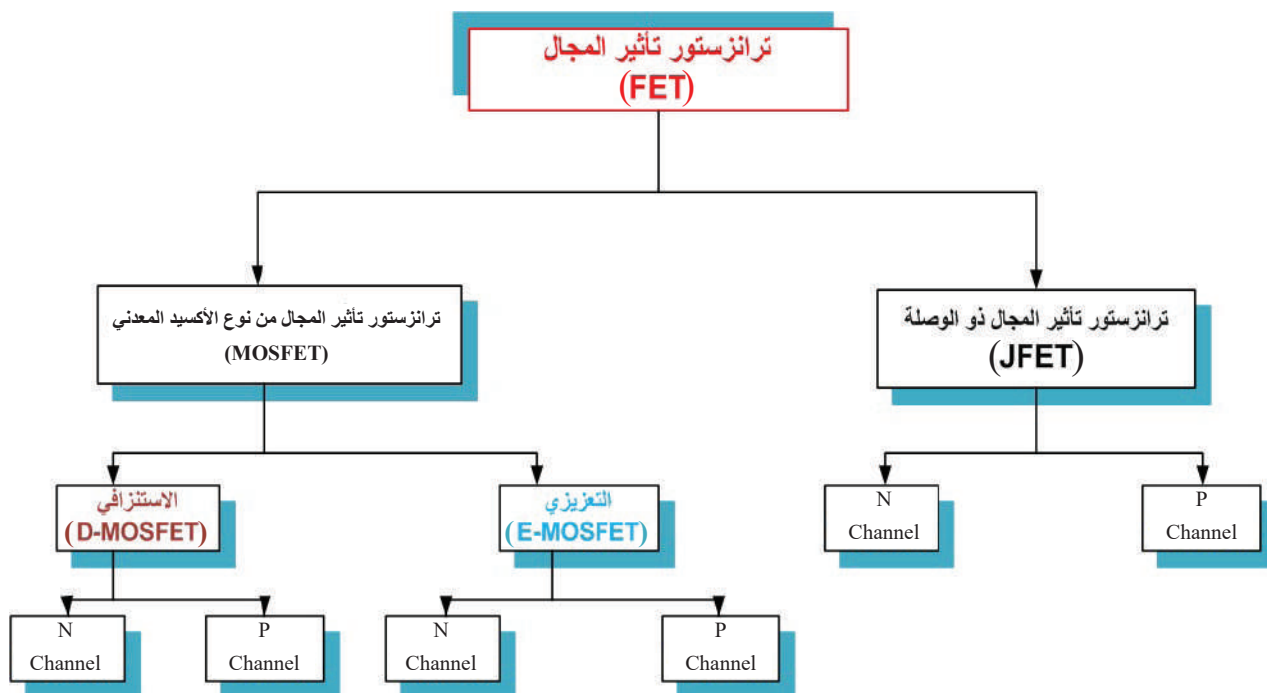 ترانزستور تأثير المجال
(FET)
ترانزستور تأثير المجال ذو الوصلة
(JFET)
ترانزستور تأثير المجال من نوع الأكسيد المعدني
(MOSFET)
P
Channel
N
Channel
التعزيزي
(E-MOSFET)
الاستنزافي
(D-MOSFET)
P
Channel
N
Channel
P
Channel
N
Channel